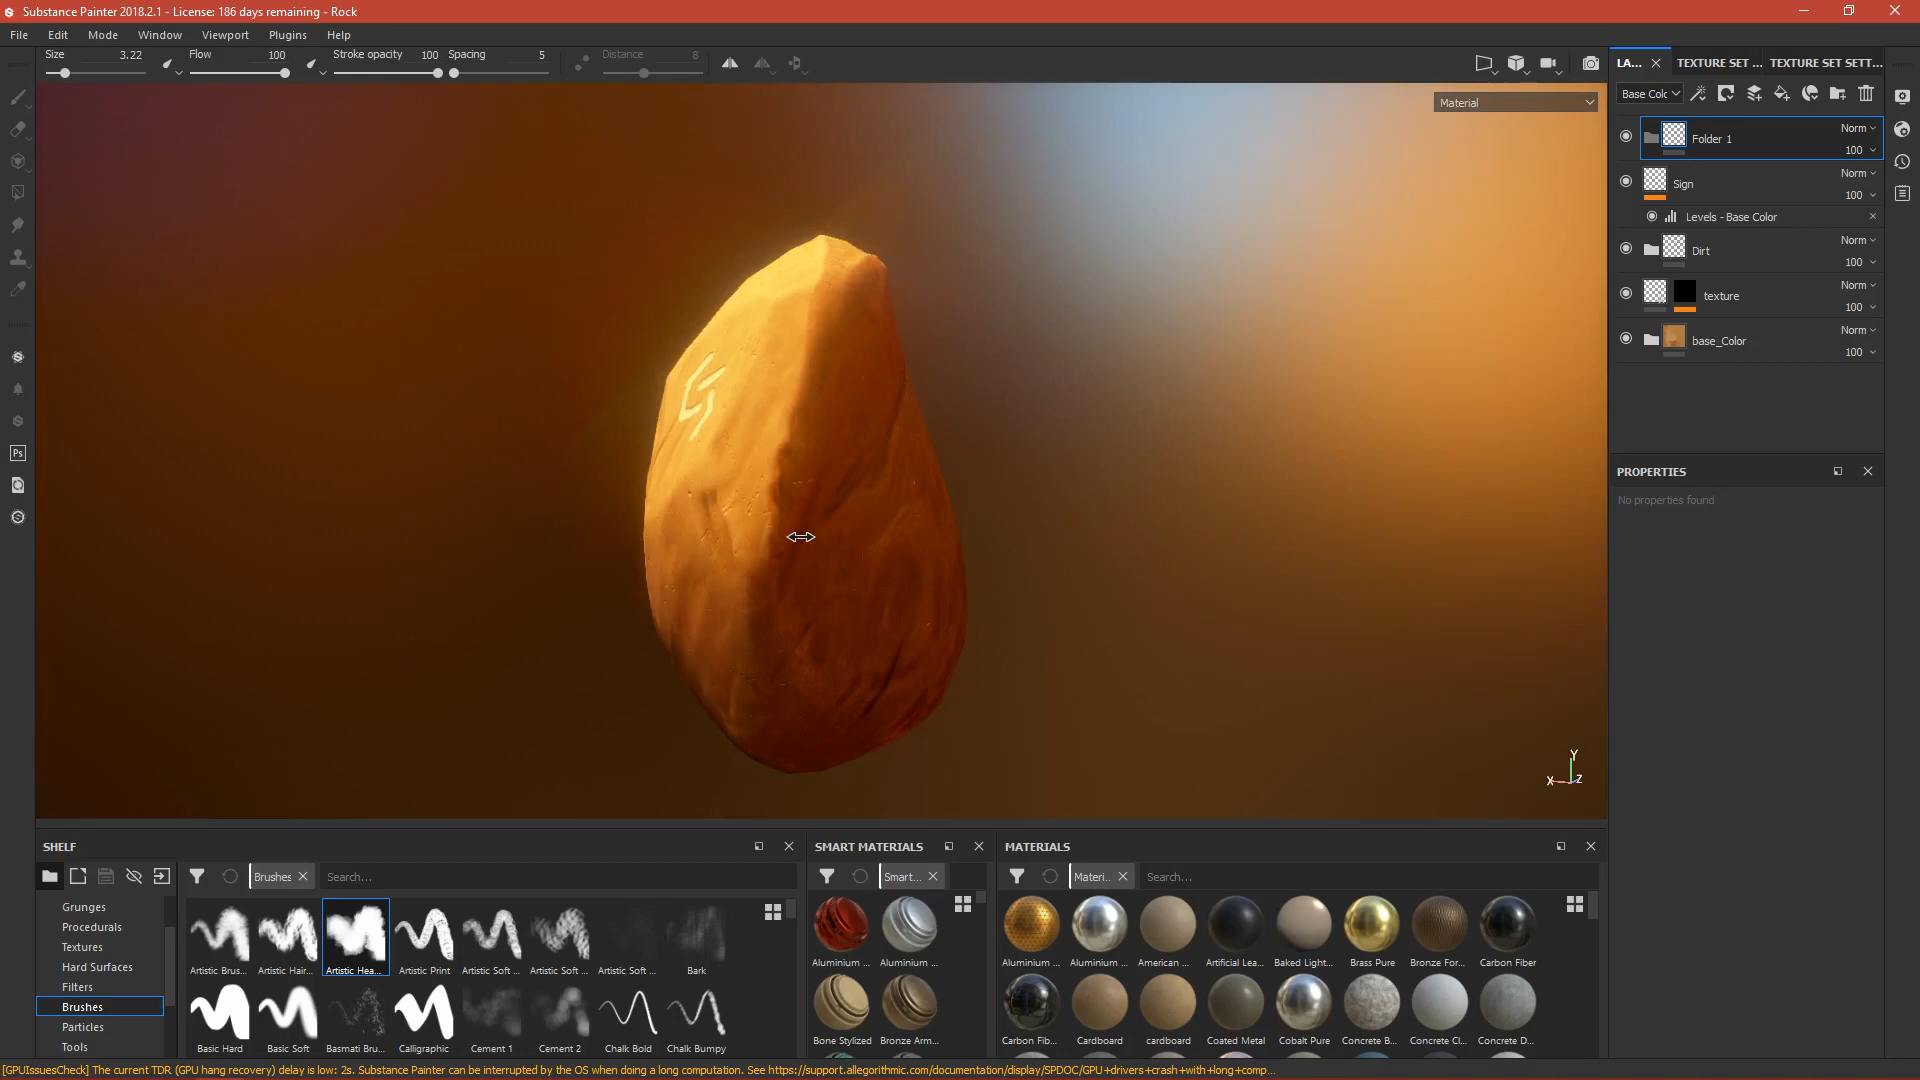 Substance Painter 2018.2.1 - License: 186 days remaining - Rock
File Edit Mode Window Viewport Plugins Help
Size 3.22 Flow 100 Stroke opacity 100 Spacing 5 Distance 8
LA... TEXTURE SET ... TEXTURE SET SETT...
Base Colc
Material
Folder 1 Norm 100
Sign Norm 100
Levels - Base Color
Dirt Norm 100
texture Norm 100
base_Color Norm 100
PROPERTIES
No properties found
Ps
Y
X Z
SHELF
Brushes Search...
Grunges
Procedurals
Textures
Hard Surfaces
Filters
Brushes
Particles
Tools
Artistic Brus... Artistic Hair... Artistic Hea... Artistic Print Artistic Soft ... Artistic Soft ... Artistic Soft ... Bark
Basic Hard Basic Soft Basmati Bru... Calligraphic Cement 1 Cement 2 Chalk Bold Chalk Bumpy
SMART MATERIALS
Smart...
Aluminium ... Aluminium ...
Bone Stylized Bronze Arm...
MATERIALS
Materi.. Search...
Aluminium ... Aluminium ... American ... Artificial Lea... Baked Light... Brass Pure Bronze For... Carbon Fiber
Carbon Fib... Cardboard cardboard Coated Metal Cobalt Pure Concrete B... Concrete Cl... Concrete D...
[GPUIssuesCheck] The current TDR (GPU hang recovery) delay is low: 2s. Substance Painter can be interrupted by the OS when doing a long computation. See https://support.allegorithmic.com/documentation/display/SPDOC/GPU+drivers+crash+with+long+comp...